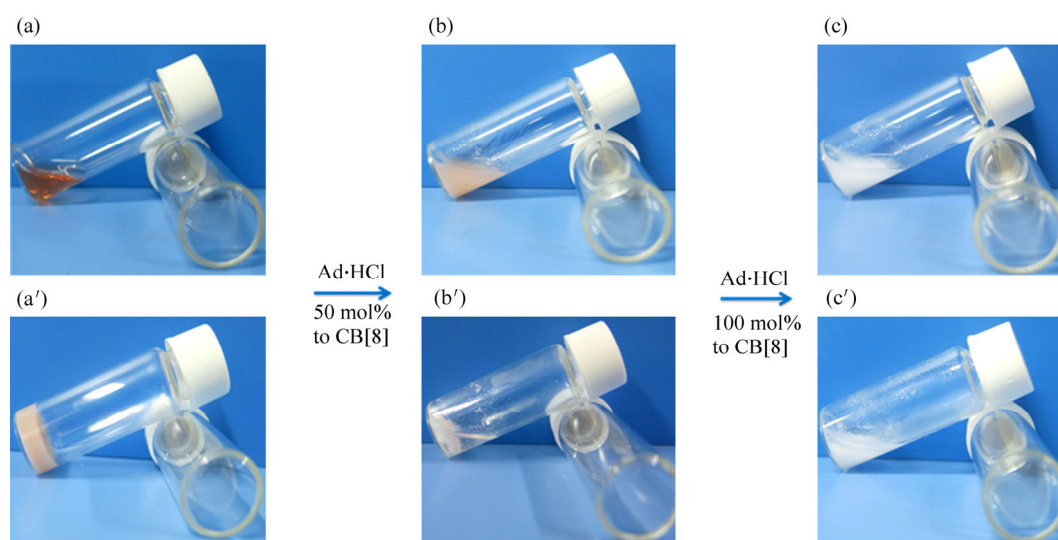 (a)
(b)
(c)
Ad·HCl
50 mol%
to CB[8]
Ad·HCl
100 mol%
to CB[8]
(a′)
(b′)
(c′)